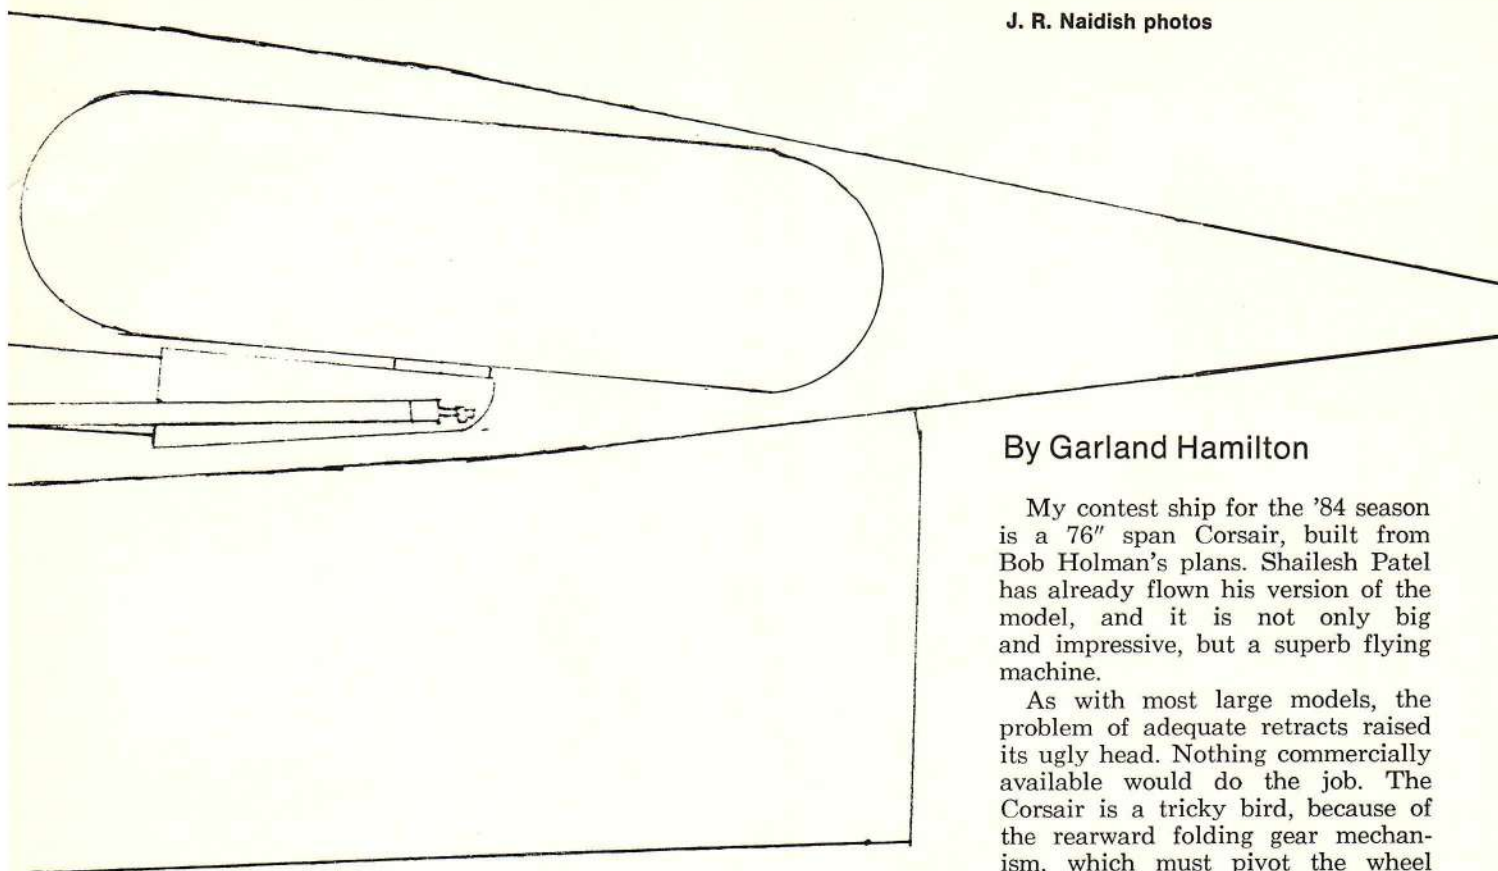 J. R. Naidish photos
By Garland Hamilton
My contest ship for the '84 season
is a 76″ span Corsair, built from
Bob Holman's plans. Shailesh Patel
has already flown his version of the
model, and it is not only big
and impressive, but a superb flying
machine.
As with most large models, the
problem of adequate retracts raised
its ugly head. Nothing commercially
available would do the job. The
Corsair is a tricky bird, because of
the rearward folding gear mechan-
ism, which must pivot the wheel